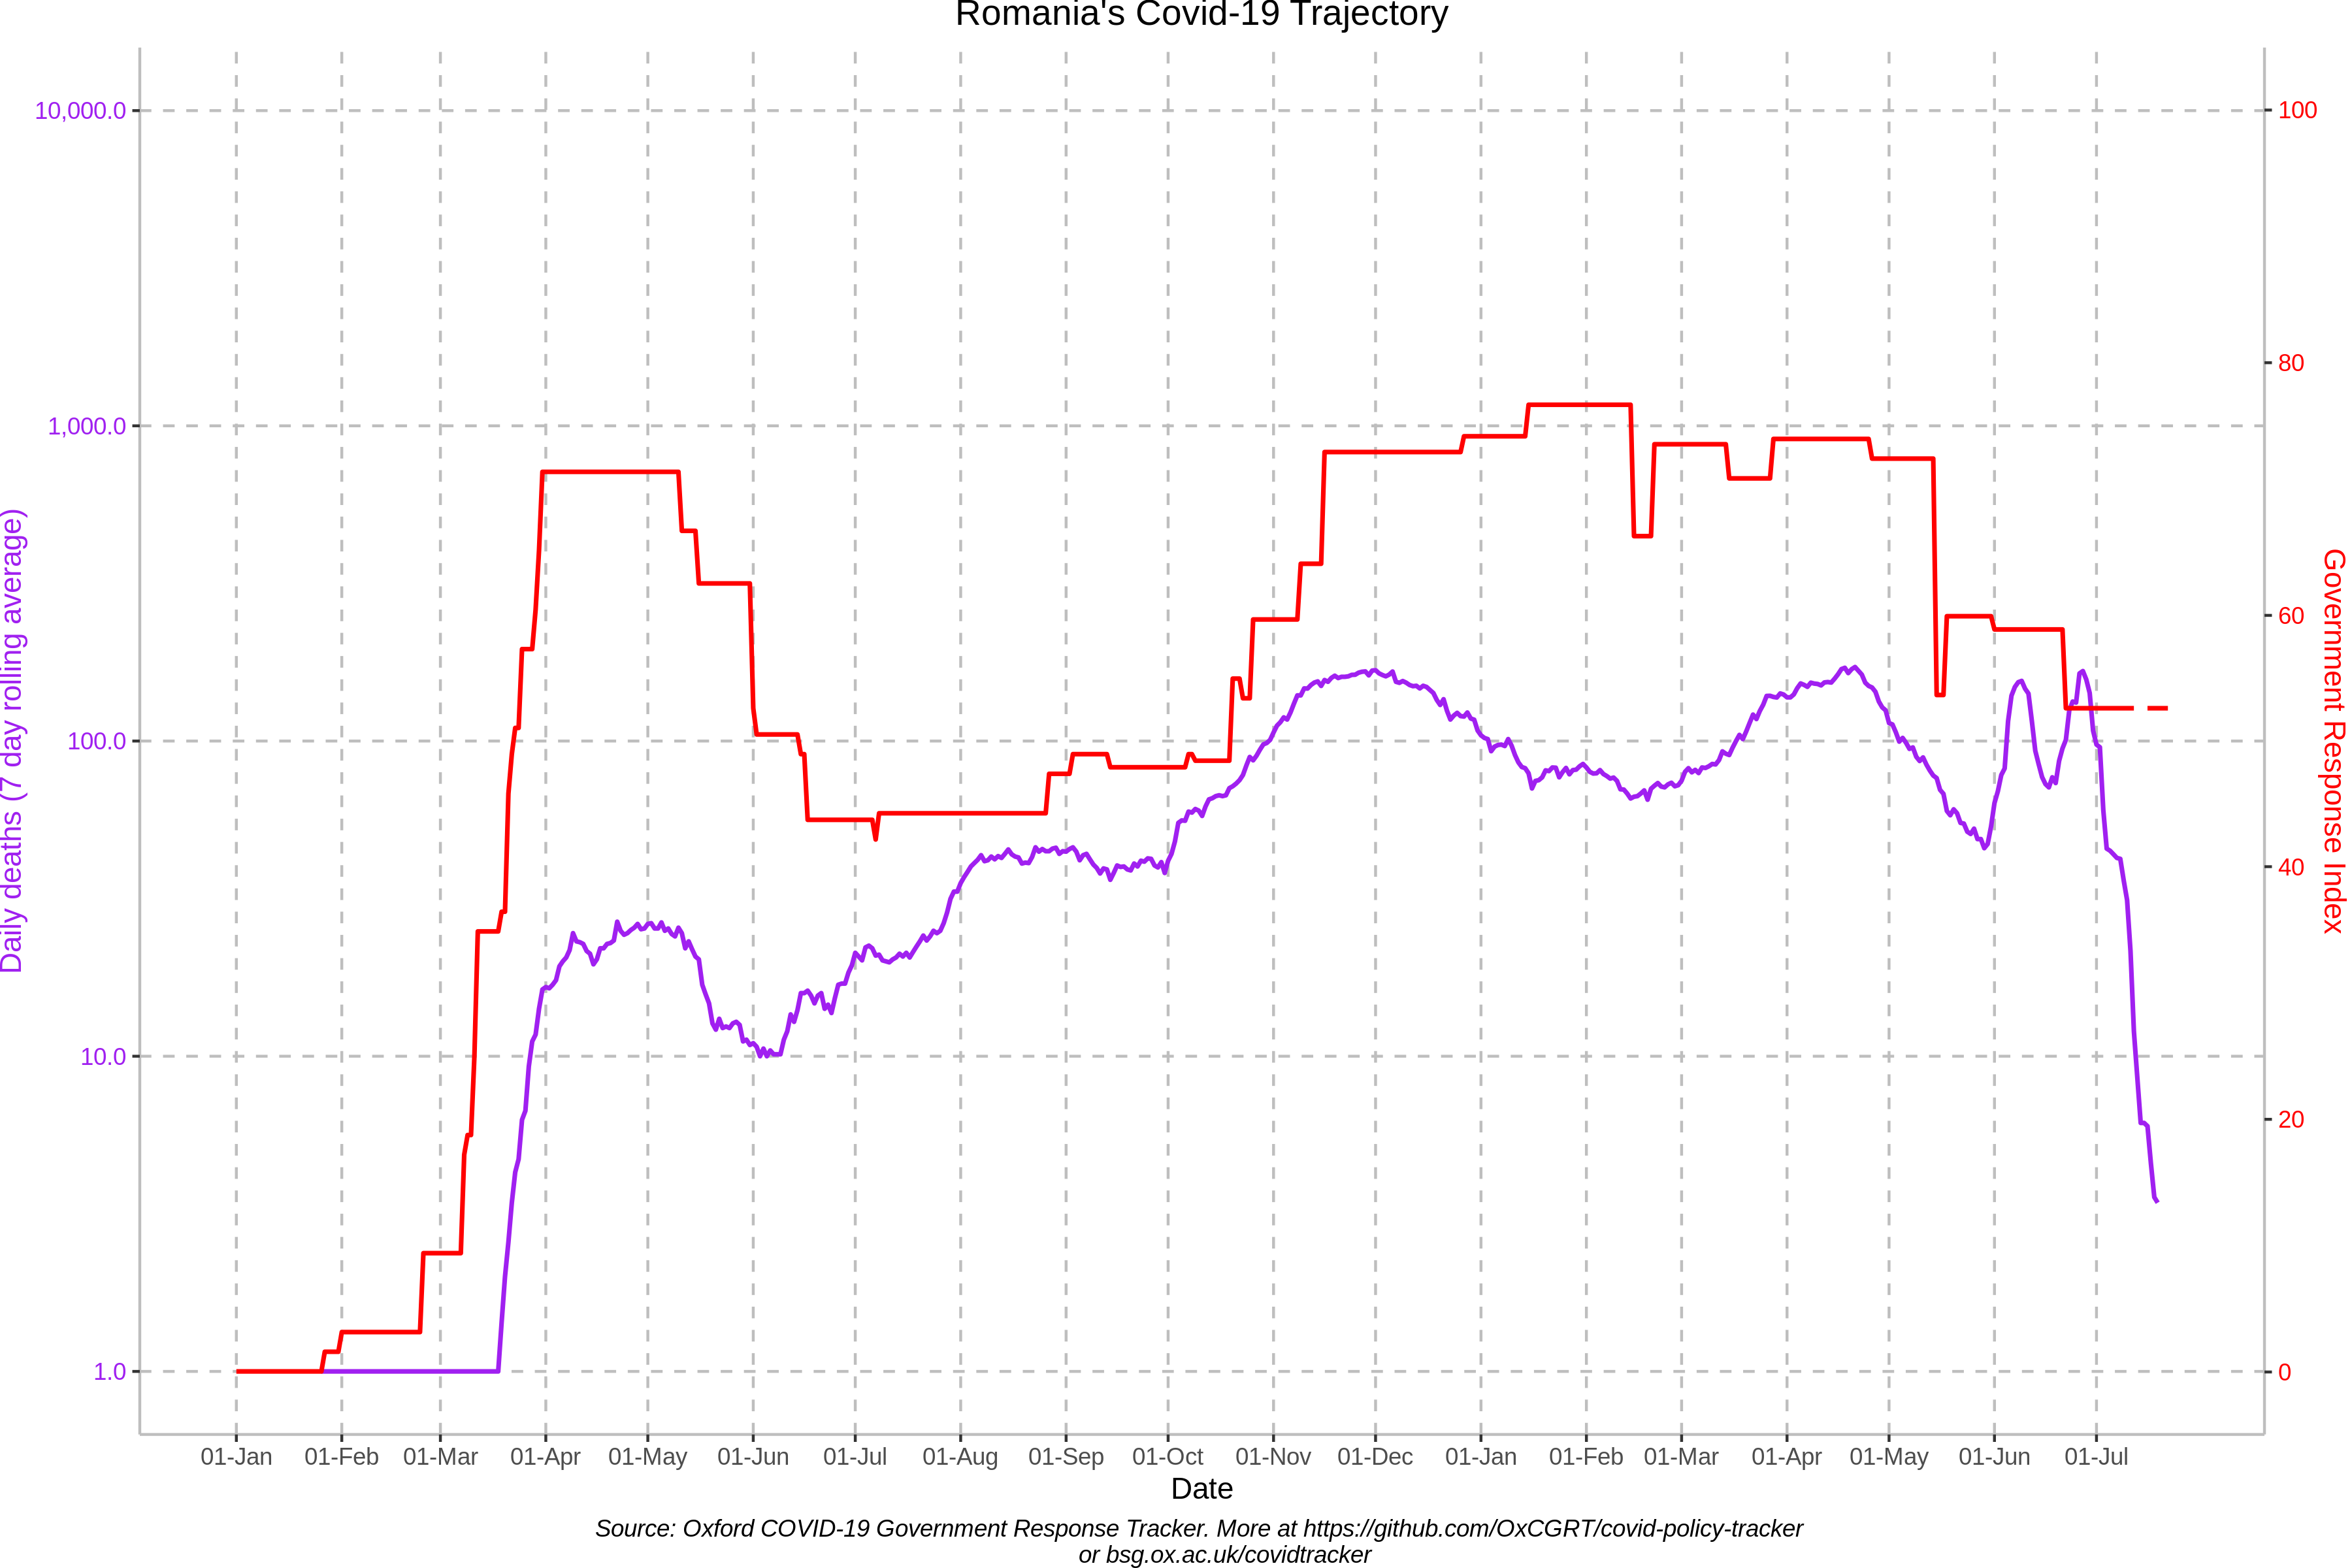 Romania's Covid-19 Trajectory
10,000.0
1,000.0
100.0
10.0
1.0
Daily deaths (7 day rolling average)
100
80
60
40
20
0
Government Response Index
01-Jan 01-Feb 01-Mar 01-Apr 01-May 01-Jun 01-Jul 01-Aug 01-Sep 01-Oct 01-Nov 01-Dec 01-Jan 01-Feb 01-Mar 01-Apr 01-May 01-Jun 01-Jul
Date
Source: Oxford COVID-19 Government Response Tracker. More at https://github.com/OxCGRT/covid-policy-tracker
or bsg.ox.ac.uk/covidtracker